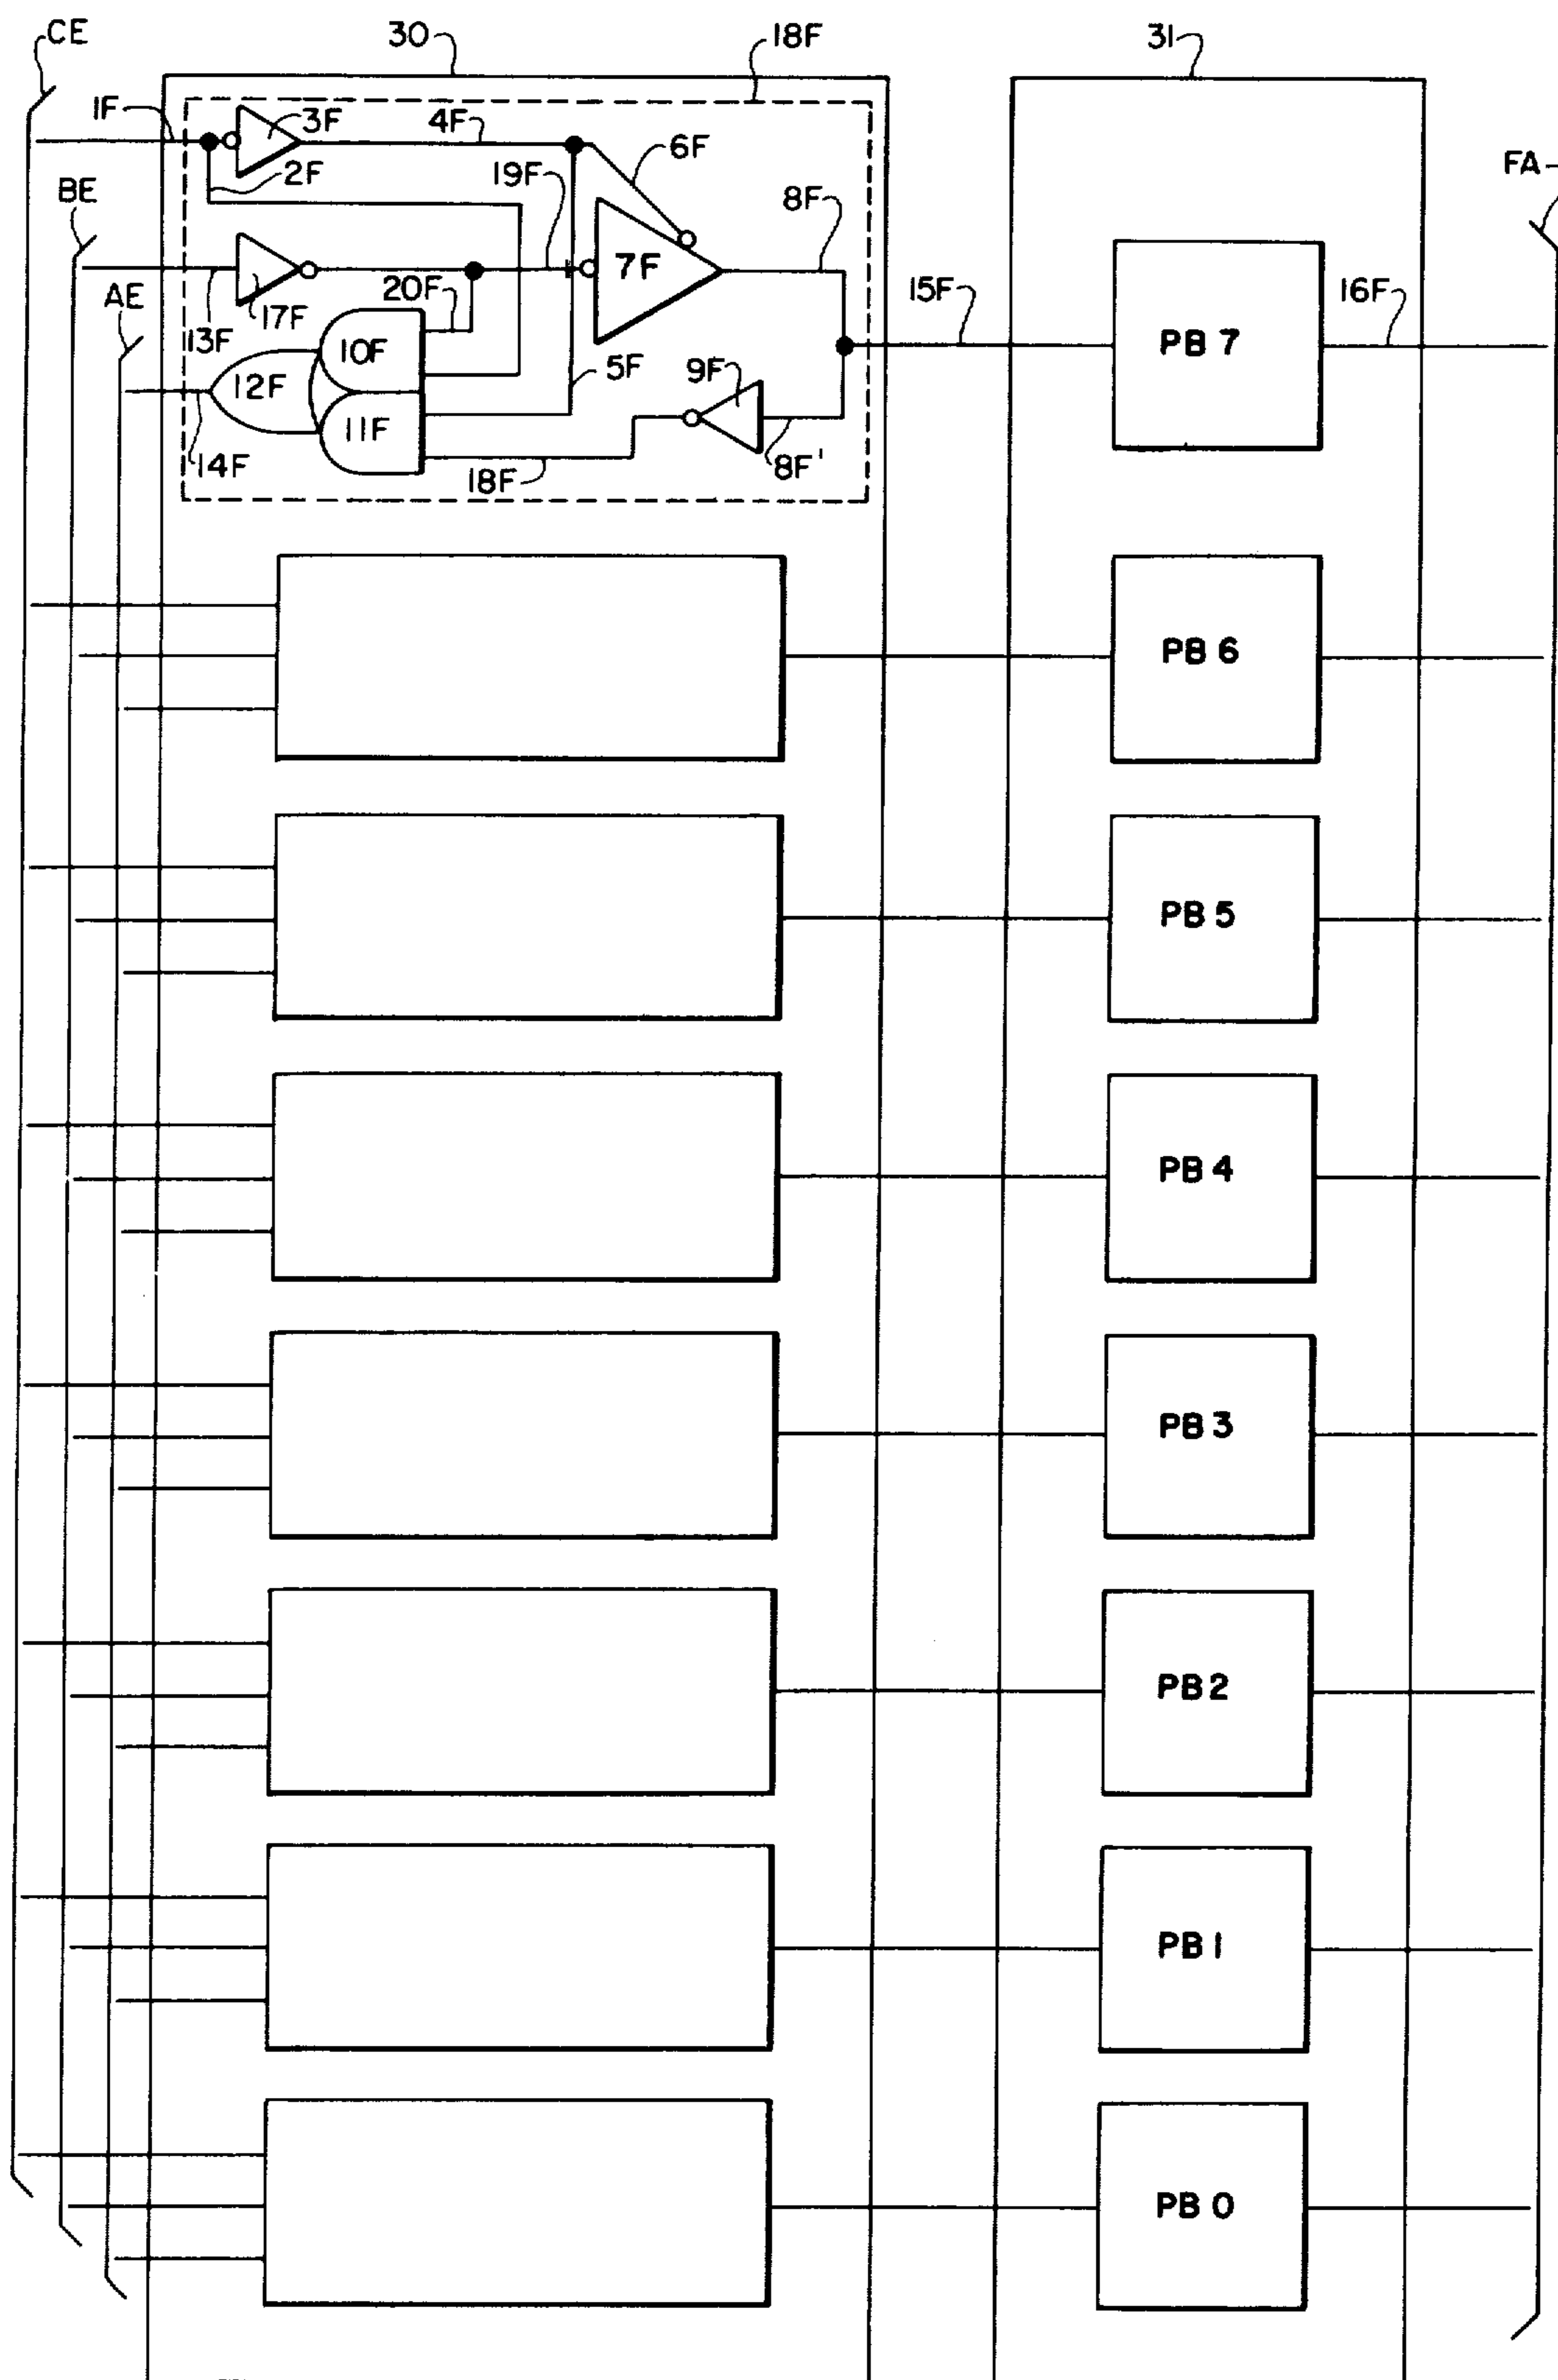 CE
30
18F
31
1F
3F
4F
6F
FA
2F
19F
BE
8F
7F
15F
16F
AE
20F
17F
13F
PB 7
10F
5F
9F
12F
11F
14F
18F
8F'
PB 6
PB 5
PB 4
PB 3
PB 2
PB 1
PB 0